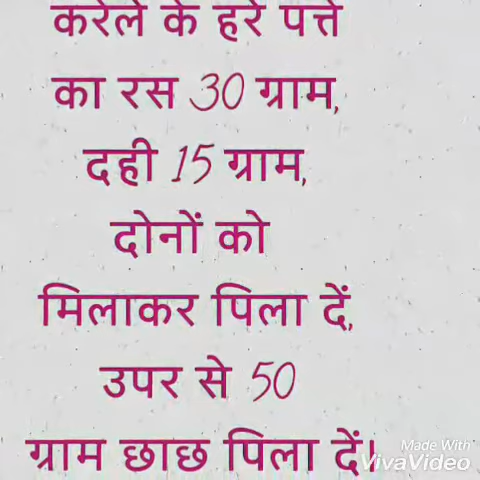 करेले के हरे पत्ते
का रस 30 ग्राम,
दही 15 ग्राम,
दोनों को
मिलाकर पिला दें,
उपर से 50
ग्राम छाछ पिला दें।
Made With
VivaVideo